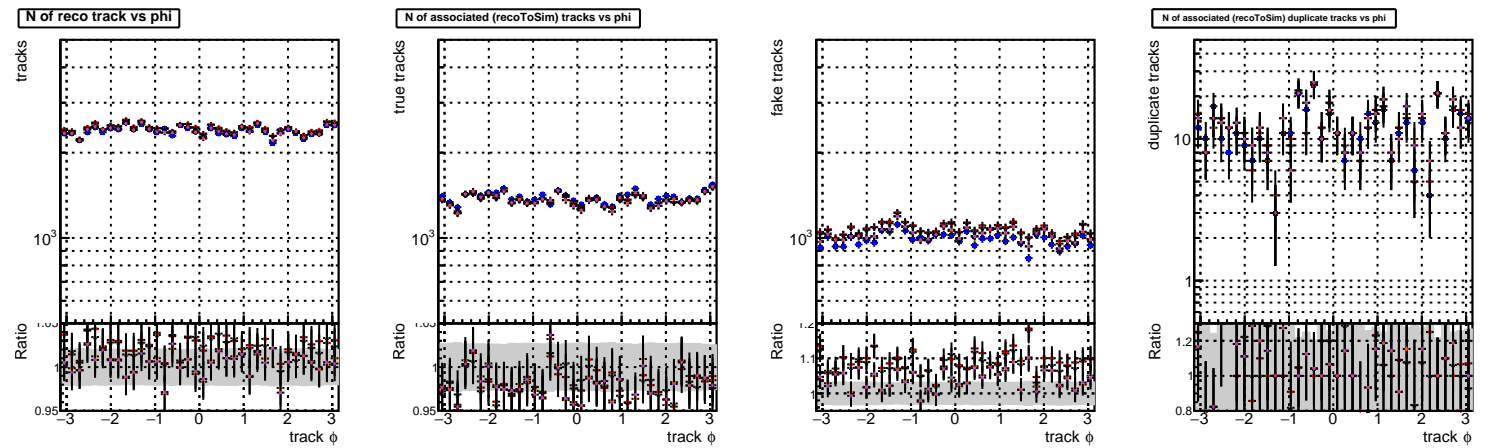 N of reco track vs phi
tracks
10³
Ratio
1
0.95
−3 −2 −1 0 1 2 3
track ϕ
N of associated (recoToSim) tracks vs phi
true tracks
10³
Ratio
1
0.95
−3 −2 −1 0 1 2 3
track ϕ
fake tracks
10³
Ratio
1.2
1.1
−3 −2 −1 0 1 2 3
track ϕ
N of associated (recoToSim) duplicate tracks vs phi
duplicate tracks
10
1
Ratio
1.2
1
0.8
−3 −2 −1 0 1 2 3
track ϕ